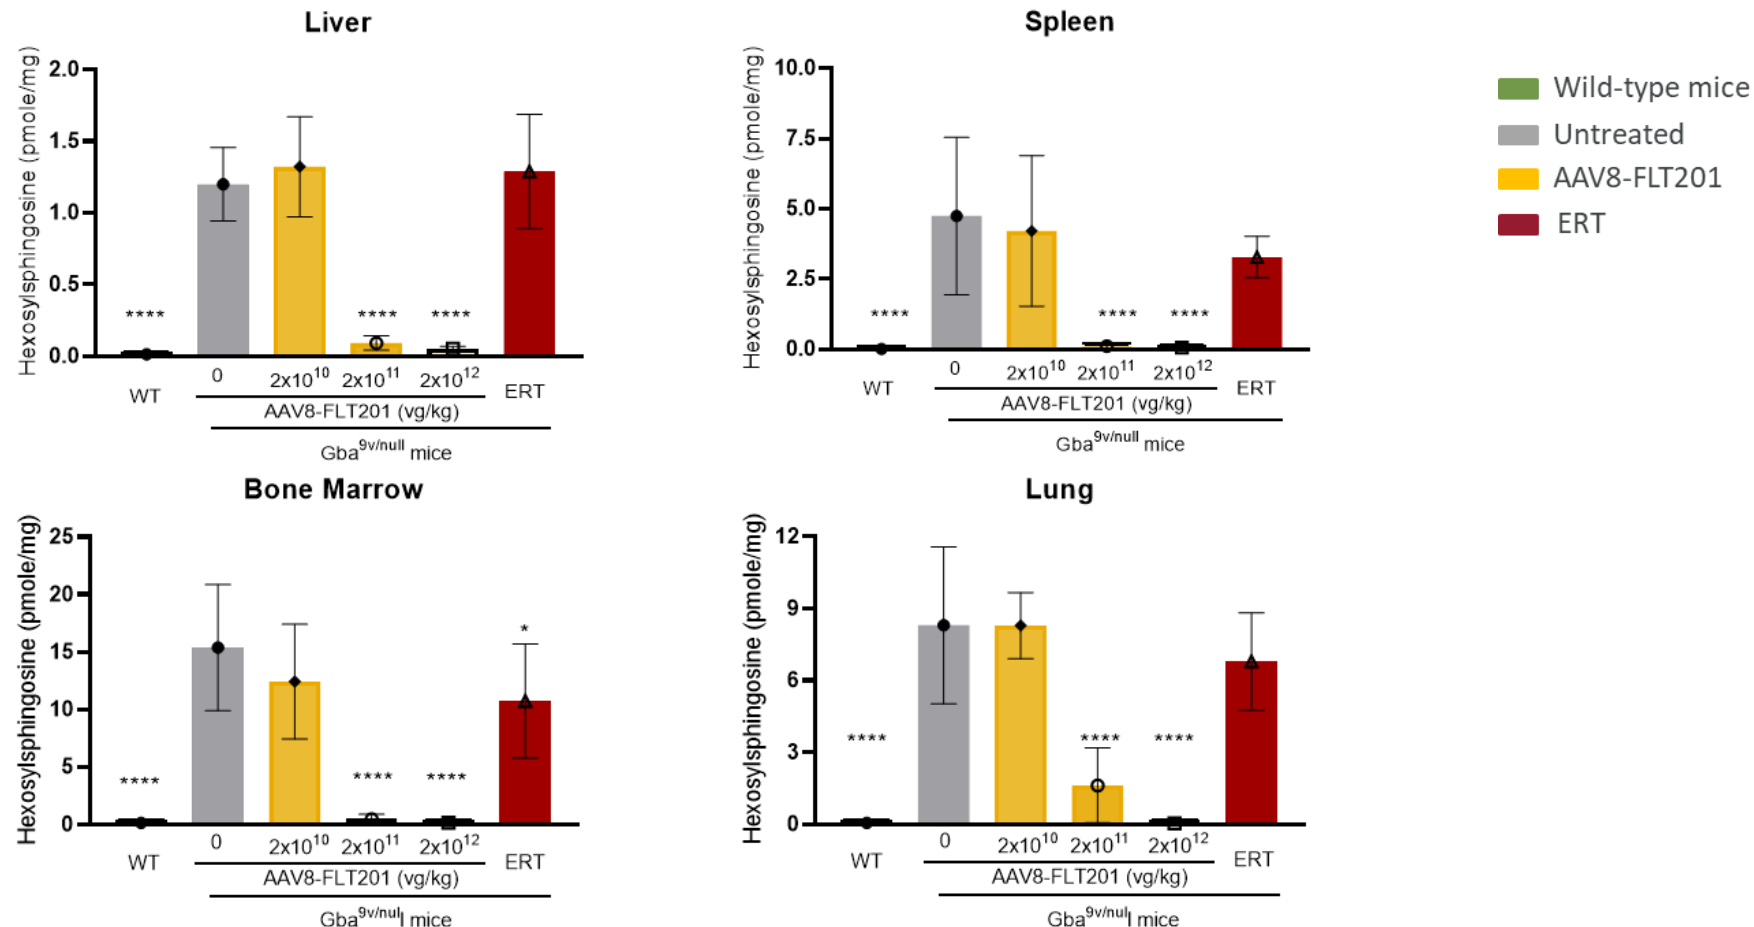 Liver
Hexosylsphingosine (pmole/mg)
2.0
1.5
1.0
0.5
0.0
**** **** ****
WT 0 2x10¹⁰ 2x10¹¹ 2x10¹² ERT
AAV8-FLT201 (vg/kg)
Gba9v/null mice
Spleen
Hexosylsphingosine (pmole/mg)
10.0
7.5
5.0
2.5
0.0
**** **** ****
WT 0 2x10¹⁰ 2x10¹¹ 2x10¹² ERT
AAV8-FLT201 (vg/kg)
Gba9v/null mice
Wild-type mice
Untreated
AAV8-FLT201
ERT
Bone Marrow
Hexosylsphingosine (pmole/mg)
25
20
15
10
5
0
**** **** **** *
WT 0 2x10¹⁰ 2x10¹¹ 2x10¹² ERT
AAV8-FLT201 (vg/kg)
Gba9v/null mice
Lung
Hexosylsphingosine (pmole/mg)
12
9
6
3
0
**** **** ****
WT 0 2x10¹⁰ 2x10¹¹ 2x10¹² ERT
AAV8-FLT201 (vg/kg)
Gba9v/null mice